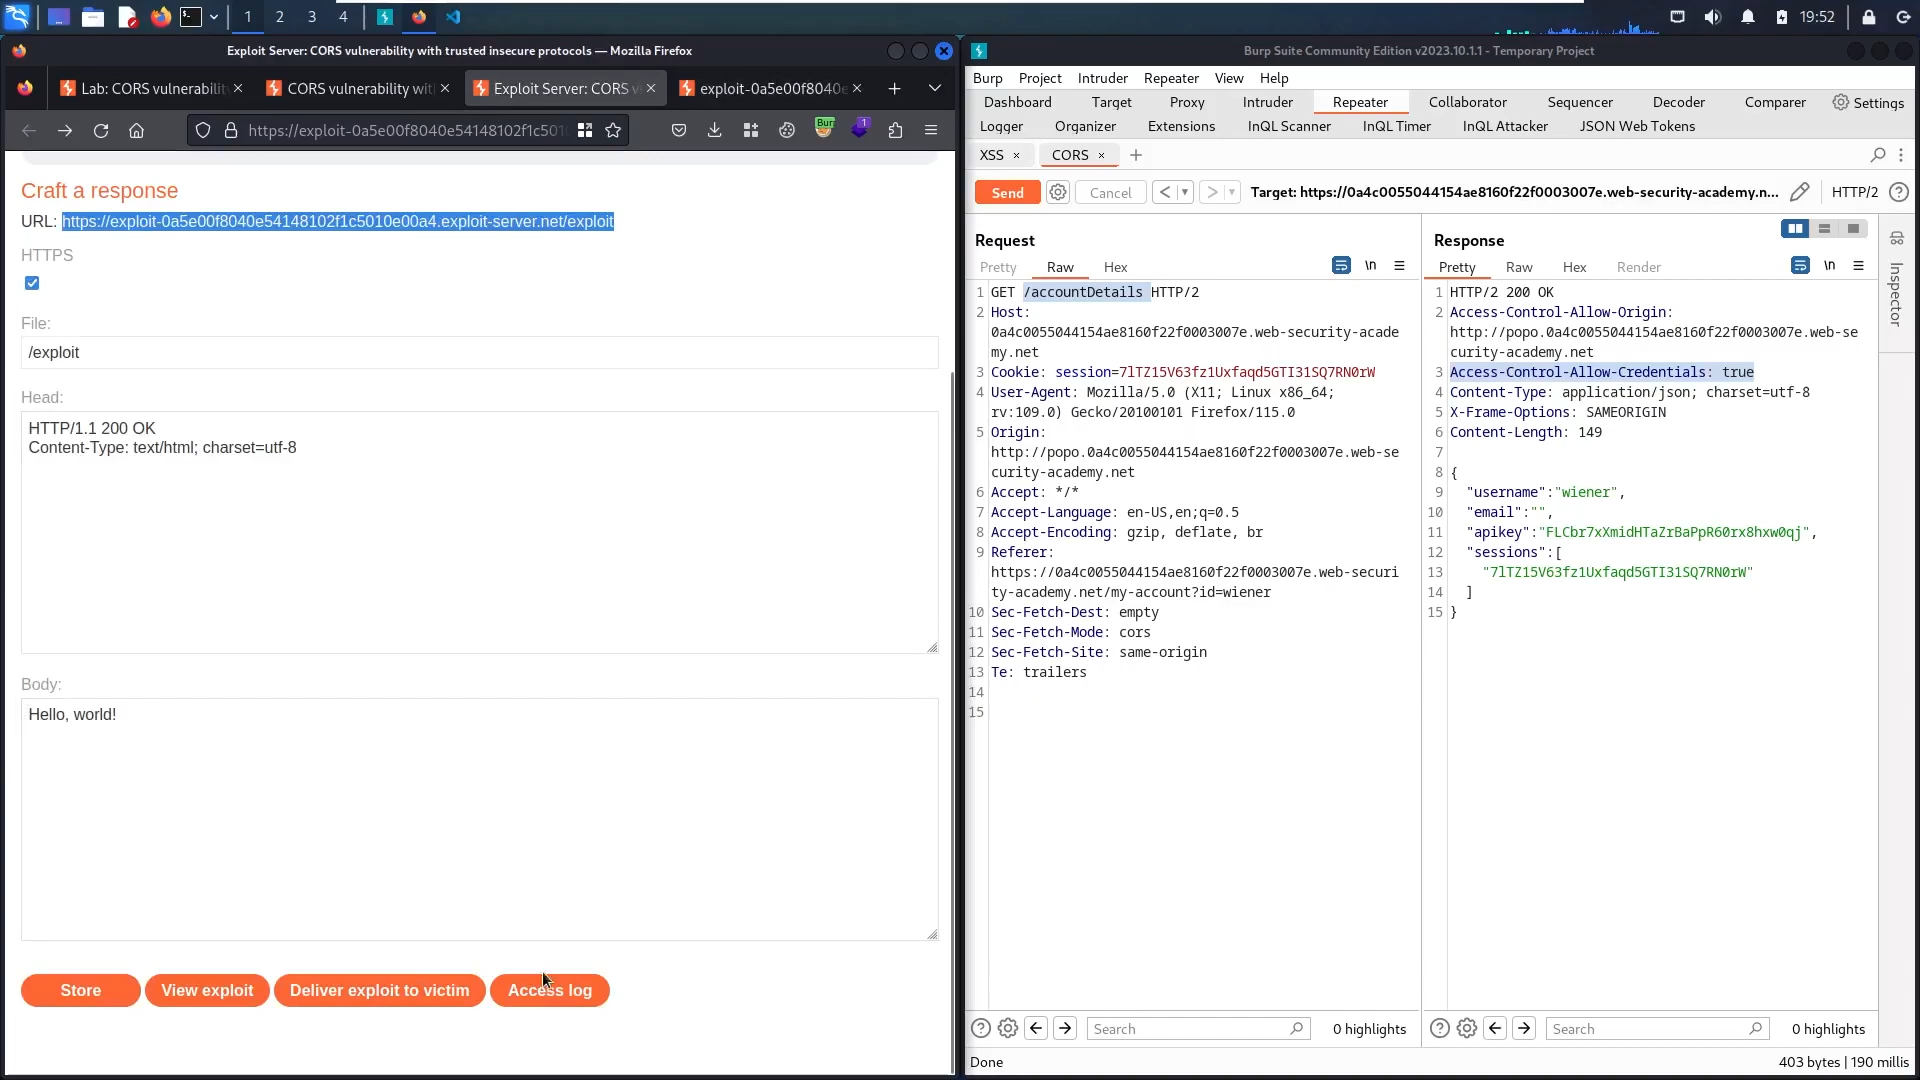 1 2 3 4
19:52
Exploit Server: CORS vulnerability with trusted insecure protocols — Mozilla Firefox
Lab: CORS vulnerability
CORS vulnerability wit
Exploit Server: CORS v
exploit-0a5e00f8040e
https://exploit-0a5e00f8040e54148102f1c501
Bur
1
Craft a response
URL: https://exploit-0a5e00f8040e54148102f1c5010e00a4.exploit-server.net/exploit
HTTPS
File:
/exploit
Head:
HTTP/1.1 200 OK
Content-Type: text/html; charset=utf-8
Body:
Hello, world!
Store
View exploit
Deliver exploit to victim
Access log
Burp Suite Community Edition v2023.10.1.1 - Temporary Project
Burp Project Intruder Repeater View Help
Dashboard Target Proxy Intruder Repeater Collaborator Sequencer Decoder Comparer Settings
Logger Organizer Extensions InQL Scanner InQL Timer InQL Attacker JSON Web Tokens
XSS × CORS × +
Send Cancel < > Target: https://0a4c0055044154ae8160f22f0003007e.web-security-academy.n... HTTP/2
Request
Pretty Raw Hex \n
1 GET /accountDetails HTTP/2
2 Host:
0a4c0055044154ae8160f22f0003007e.web-security-acade
my.net
3 Cookie: session=7lTZ15V63fz1Uxfaqd5GTI31SQ7RN0rW
4 User-Agent: Mozilla/5.0 (X11; Linux x86_64;
rv:109.0) Gecko/20100101 Firefox/115.0
5 Origin:
http://popo.0a4c0055044154ae8160f22f0003007e.web-se
curity-academy.net
6 Accept: */*
7 Accept-Language: en-US,en;q=0.5
8 Accept-Encoding: gzip, deflate, br
9 Referer:
https://0a4c0055044154ae8160f22f0003007e.web-securi
ty-academy.net/my-account?id=wiener
10 Sec-Fetch-Dest: empty
11 Sec-Fetch-Mode: cors
12 Sec-Fetch-Site: same-origin
13 Te: trailers
14
15
Search
0 highlights
Response
Pretty Raw Hex Render \n
1 HTTP/2 200 OK
2 Access-Control-Allow-Origin:
http://popo.0a4c0055044154ae8160f22f0003007e.web-se
curity-academy.net
3 Access-Control-Allow-Credentials: true
4 Content-Type: application/json; charset=utf-8
5 X-Frame-Options: SAMEORIGIN
6 Content-Length: 149
7
8 {
9 "username":"wiener",
10 "email":"",
11 "apikey":"FLCbr7xXmidHTaZrBaPpR60rx8hxw0qj",
12 "sessions":[
13 "7lTZ15V63fz1Uxfaqd5GTI31SQ7RN0rW"
14 ]
15 }
Search
0 highlights
Inspector
Done
403 bytes | 190 millis